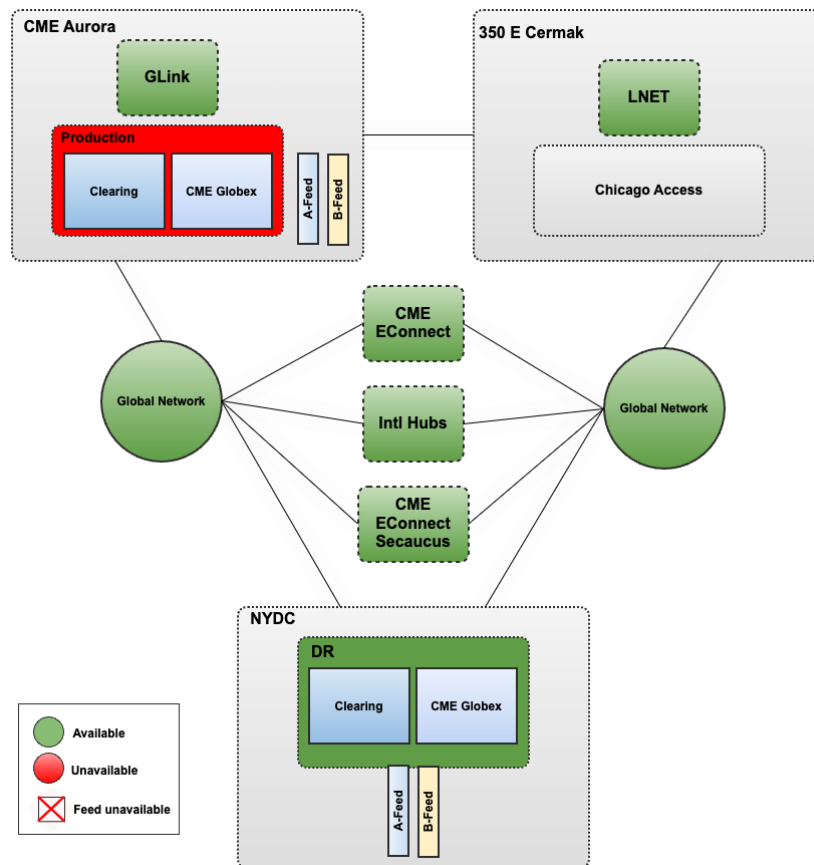 CME Aurora
GLink
Production
Clearing
CME Globex
A-Feed
B-Feed
350 E Cermak
LNET
Chicago Access
CME
EConnect
Global Network
Intl Hubs
Global Network
CME
EConnect
Secaucus
NYDC
DR
Clearing
CME Globex
A-Feed
B-Feed
Available
Unavailable
Feed unavailable